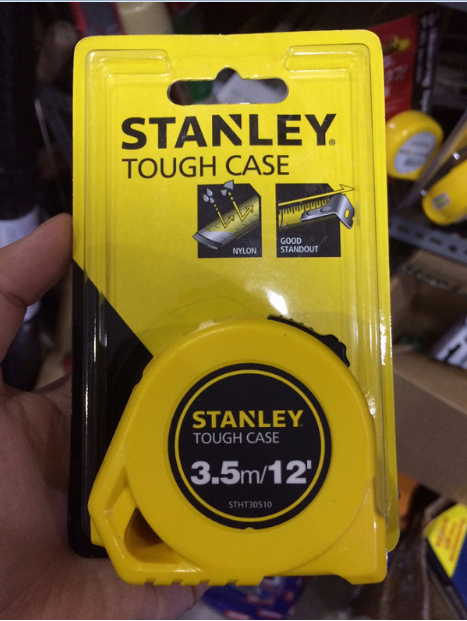 STANLEY®
TOUGH CASE
NYLON
GOOD
STANDOUT
STANLEY
TOUGH CASE
3.5m/12'
STHT30510